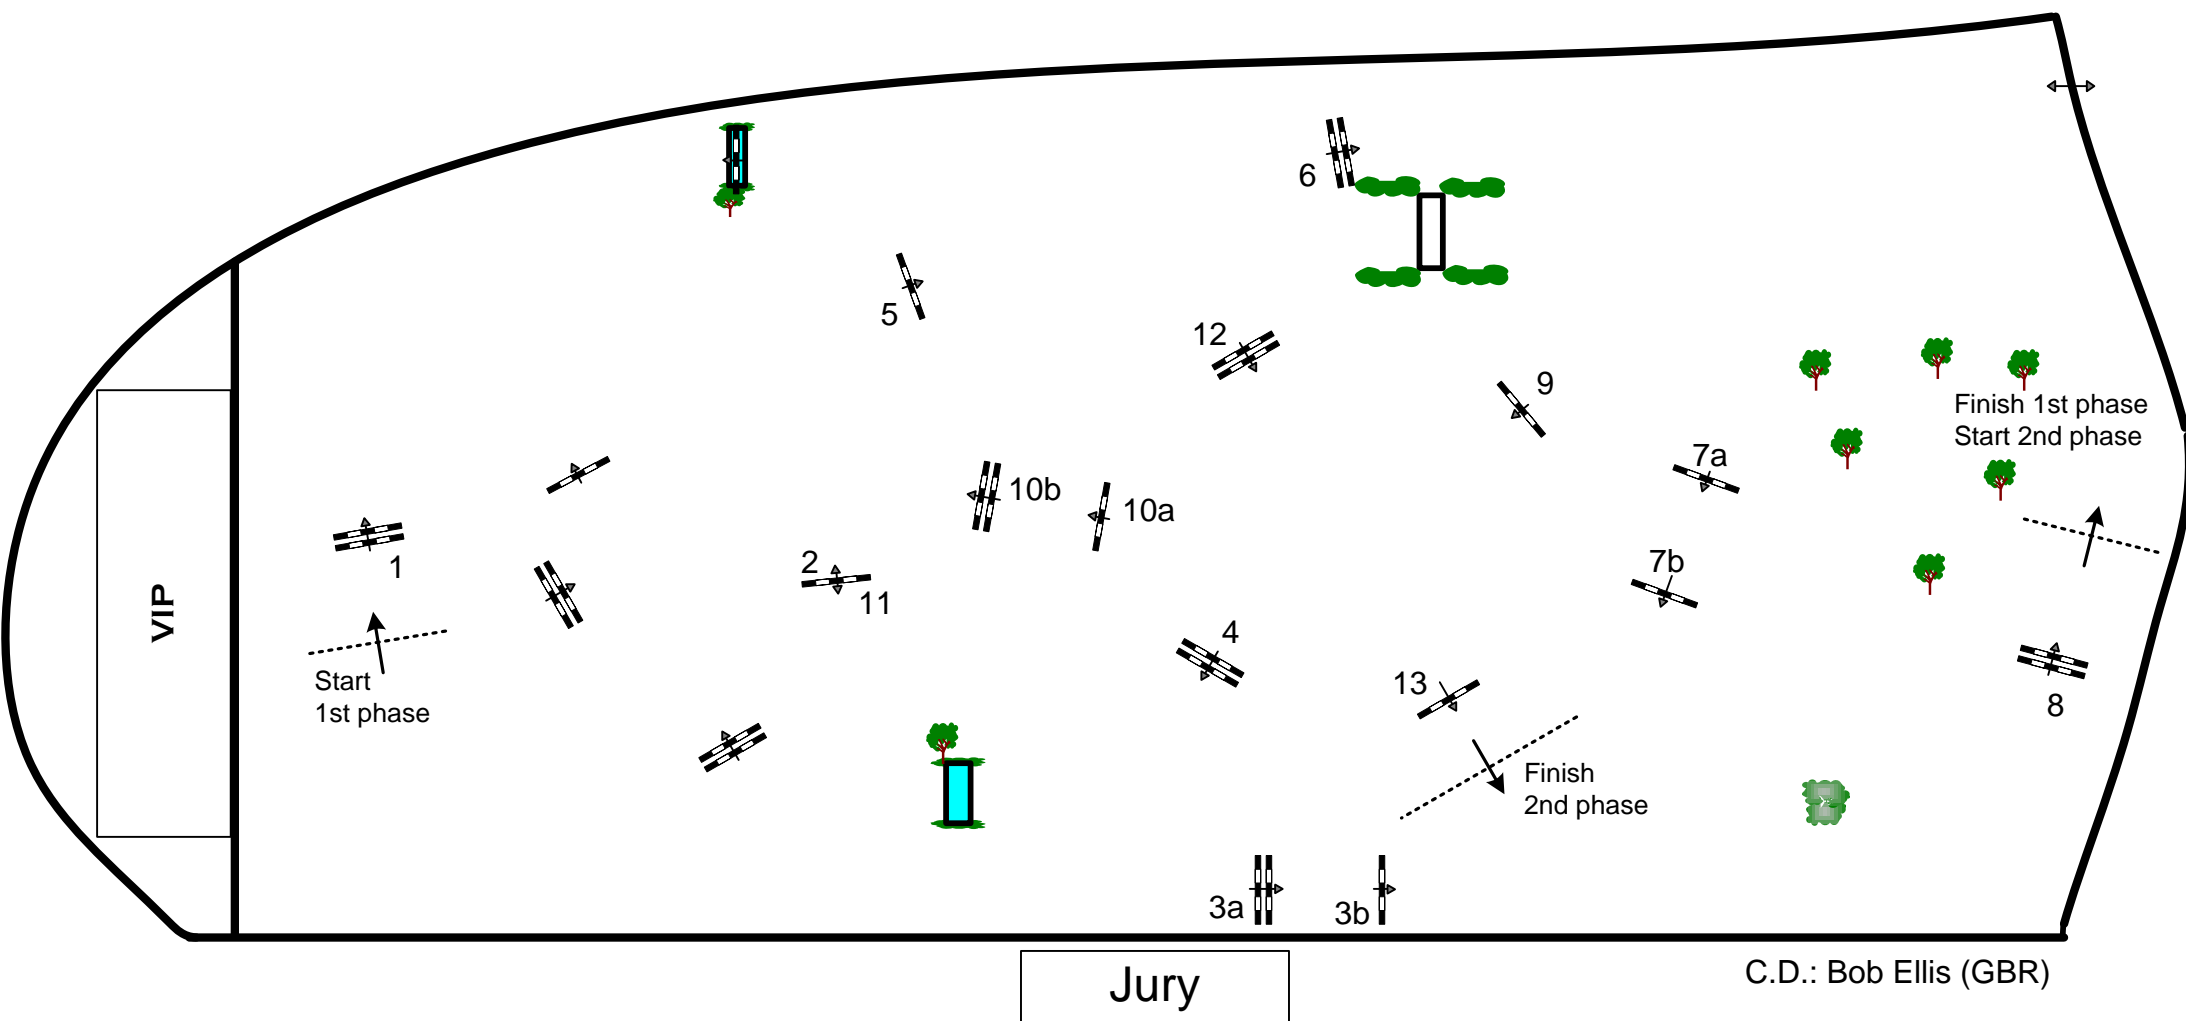 6
5
12
9
Finish 1st phase
Start 2nd phase
7a
10b
10a
1
2
11
7b
VIP
4
Start
1st phase
13
8
Finish
2nd phase
3a
3b
Jury
C.D.: Bob Ellis (GBR)